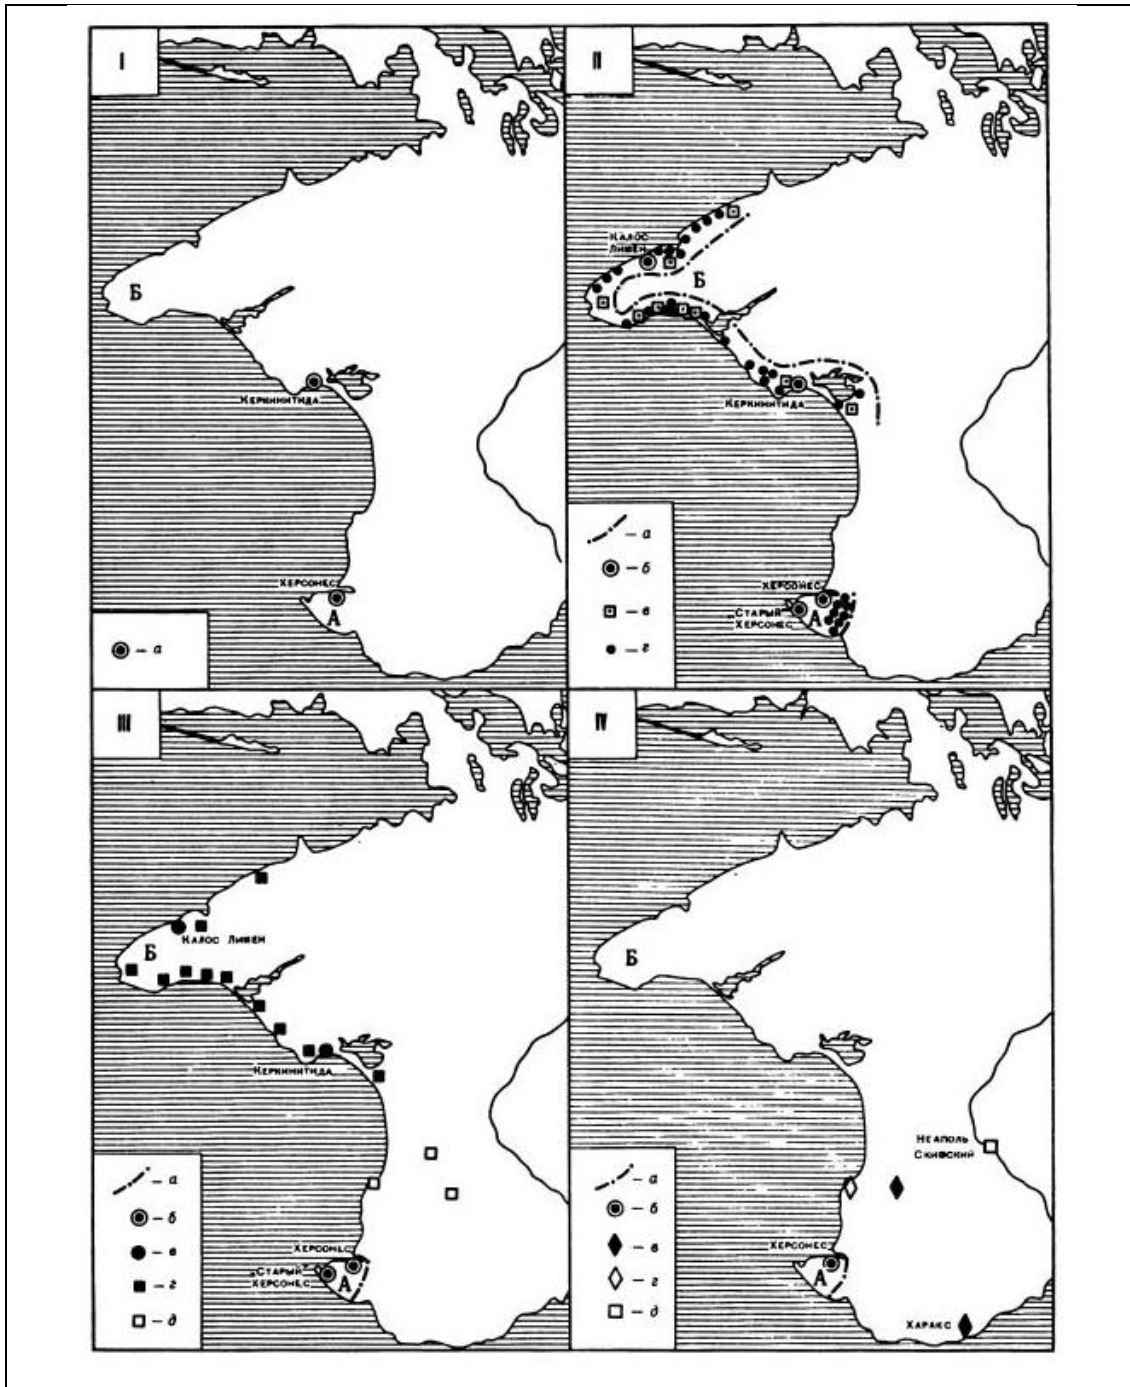 I
Б
КЕРКИНИТИДА
ХЕРСОНЕС
А
— а
II
КАЛОС
ЛИМЕН
Б
КЕРКИНИТИДА
— а
— б
— в
— г
ХЕРСОНЕС
„СТАРЫЙ“
ХЕРСОНЕС
А
III
Б
КАЛОС ЛИМЕН
КЕРКИНИТИДА
— а
— б
— в
— г
— д
ХЕРСОНЕС
„СТАРЫЙ“
ХЕРСОНЕС
А
IV
Б
НЕАПОЛЬ
СКИФСКИЙ
— а
— б
— в
— г
— д
ХЕРСОНЕС
А
ХАРАКС